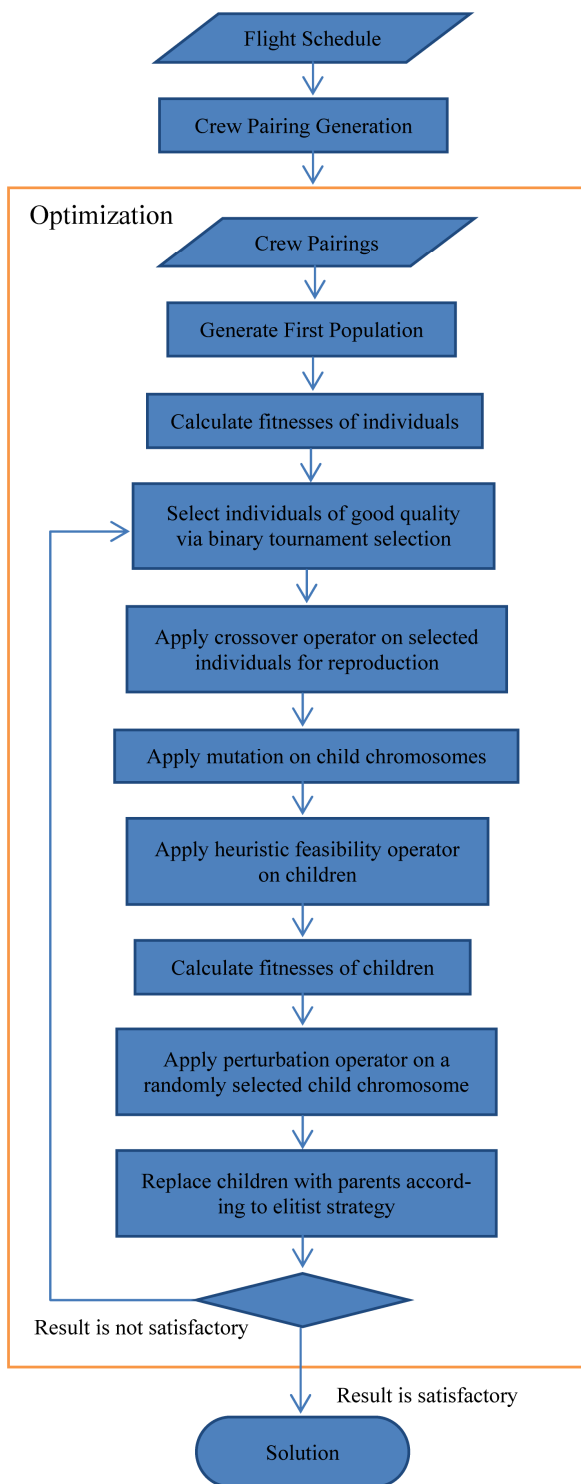 Flight Schedule
Crew Pairing Generation
Optimization
Crew Pairings
Generate First Population
Calculate fitnesses of individuals
Select individuals of good quality
via binary tournament selection
Apply crossover operator on selected
individuals for reproduction
Apply mutation on child chromosomes
Apply heuristic feasibility operator
on children
Calculate fitnesses of children
Apply perturbation operator on a
randomly selected child chromosome
Replace children with parents accord-
ing to elitist strategy
Result is not satisfactory
Result is satisfactory
Solution